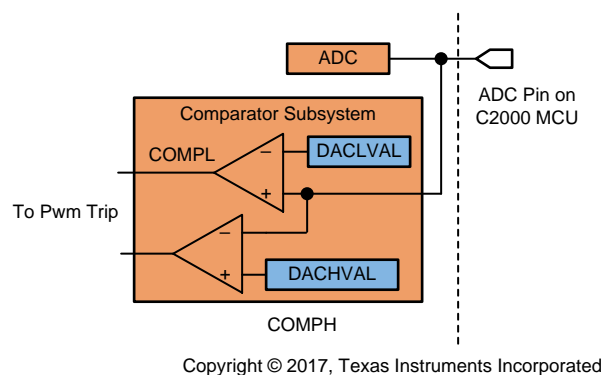 ADC
ADC Pin on
C2000 MCU
Comparator Subsystem
COMPL
−
DACLVAL
+
To Pwm Trip
−
+
DACHVAL
COMPH
Copyright © 2017, Texas Instruments Incorporated